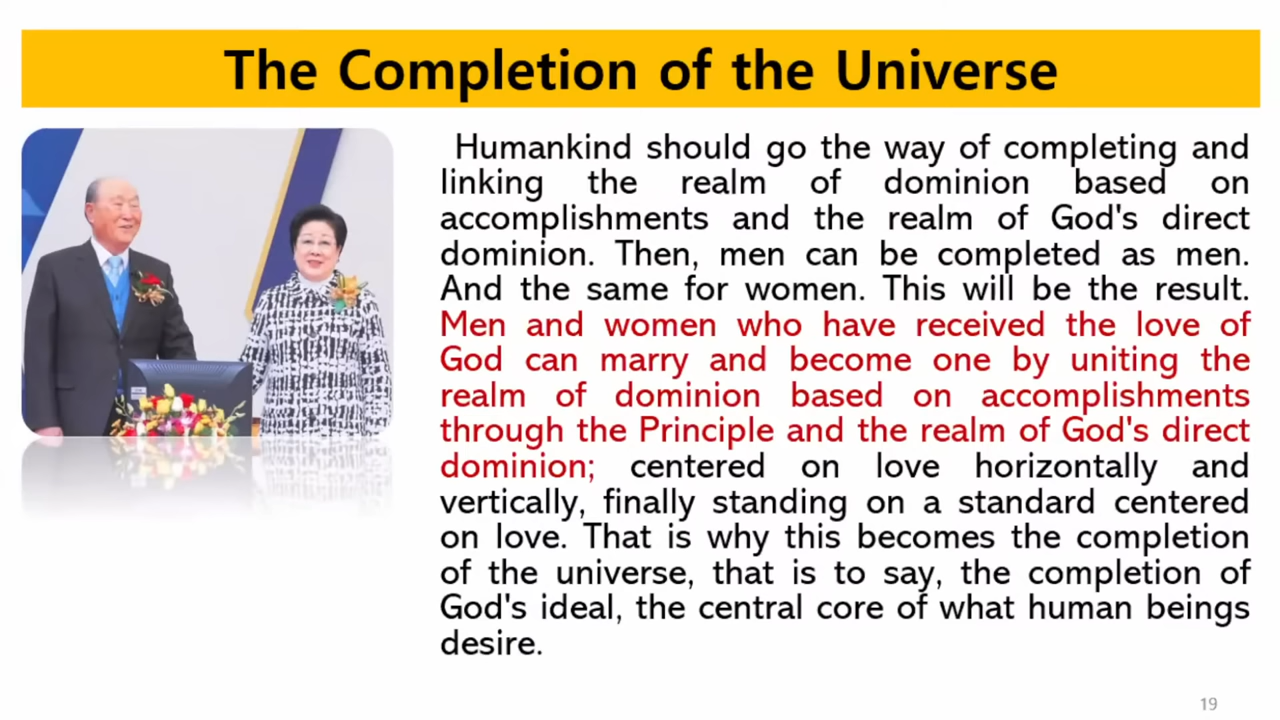 The Completion of the Universe
Humankind should go the way of completing and
linking the realm of dominion based on
accomplishments and the realm of God's direct
dominion. Then, men can be completed as men.
And the same for women. This will be the result.
Men and women who have received the love of
God can marry and become one by uniting the
realm of dominion based on accomplishments
through the Principle and the realm of God's direct
dominion; centered on love horizontally and
vertically, finally standing on a standard centered
on love. That is why this becomes the completion
of the universe, that is to say, the completion of
God's ideal, the central core of what human beings
desire.
19